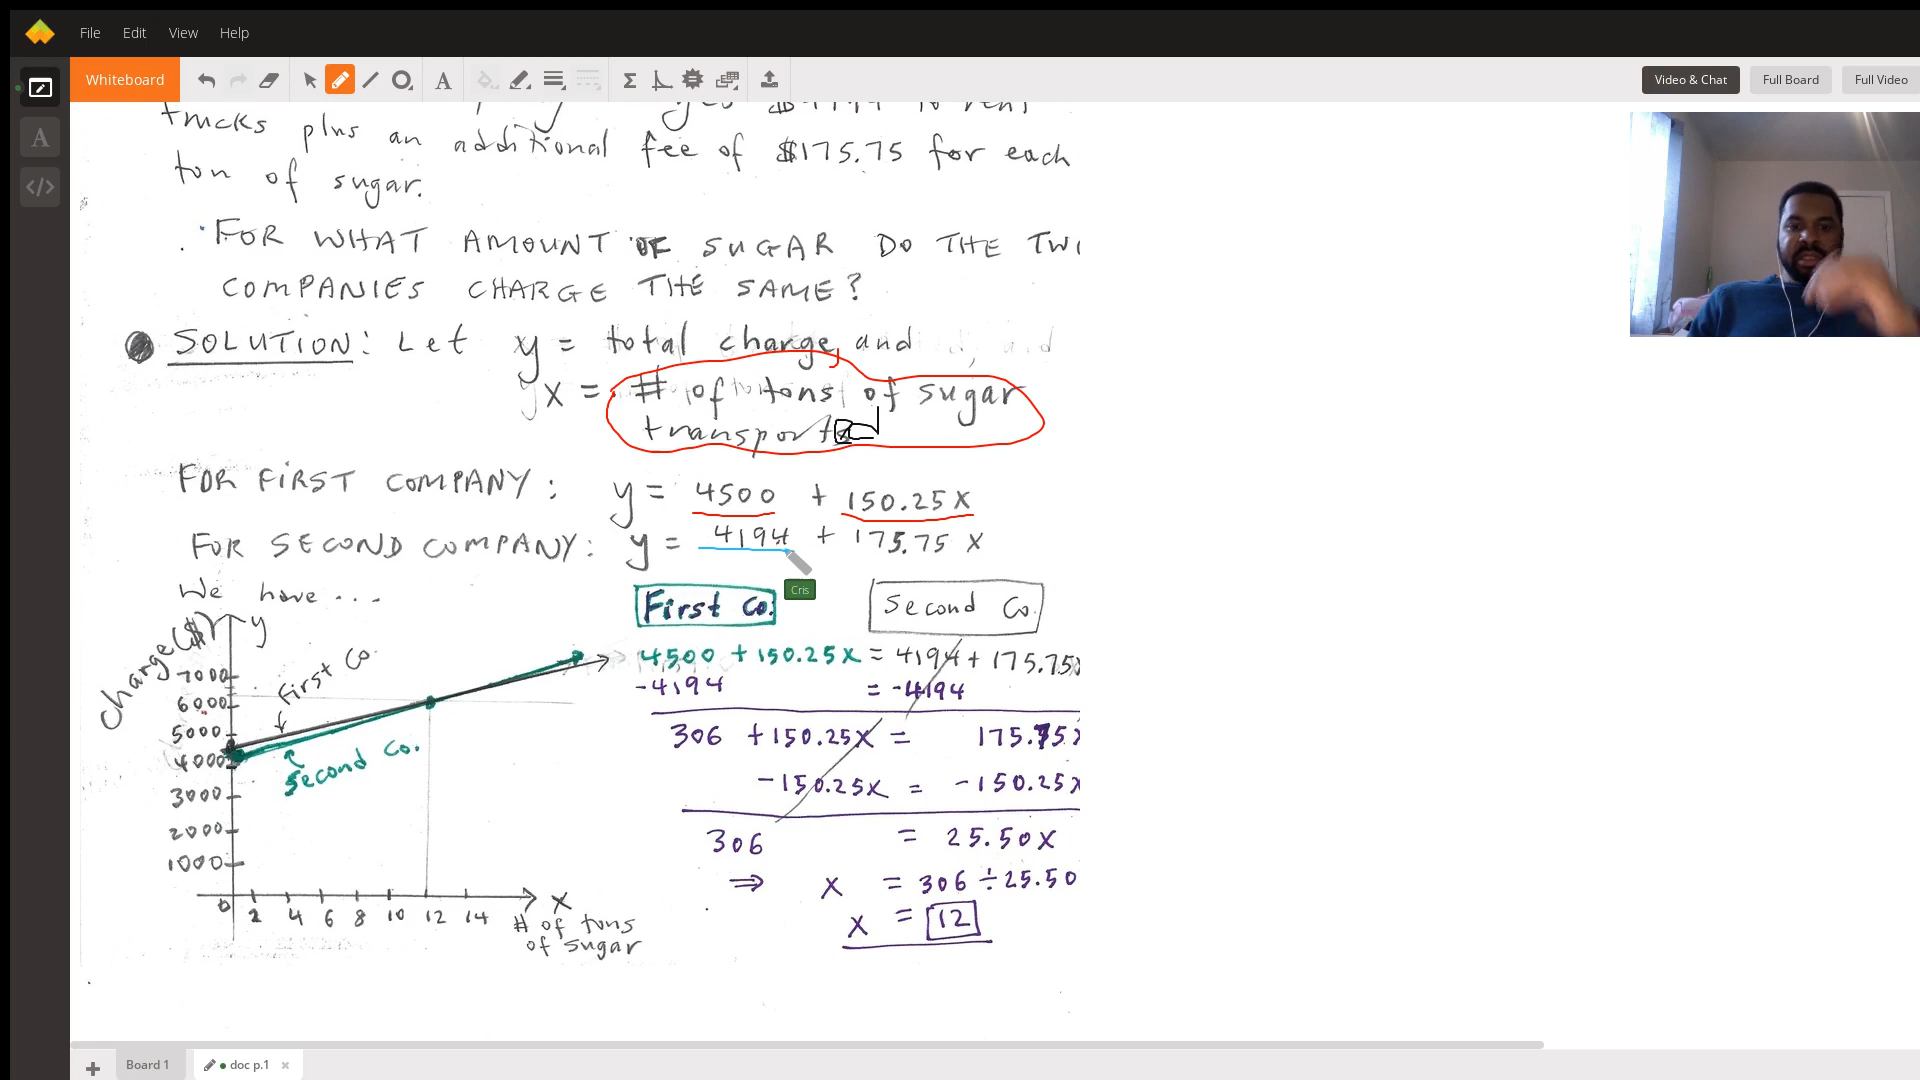 File Edit View Help
Whiteboard
Video & Chat Full Board Full Video
trucks plus an additional fee of $175.75 for each
ton of sugar.
FOR WHAT AMOUNT OF SUGAR DO THE TWO
COMPANIES CHARGE THE SAME?
SOLUTION: Let y = total charge, and
x = # of tons of sugar
transported
FOR FIRST COMPANY: y = 4500 + 150.25x
FOR SECOND COMPANY: y = 4194 + 175.75 x
We have ...
Cris
First Co. Second Co.
4500 + 150.25x = 4194 + 175.75x
-4194 = -4194
306 + 150.25x = 175.75x
-150.25x = -150.25x
306 = 25.50x
⇒ x = 306 ÷ 25.50
x = 12
Charge ($) y
First Co.
Second Co.
7000
6000
5000
4000
3000
2000
1000
0 2 4 6 8 10 12 14 x
# of tons
of sugar
Board 1 doc p.1